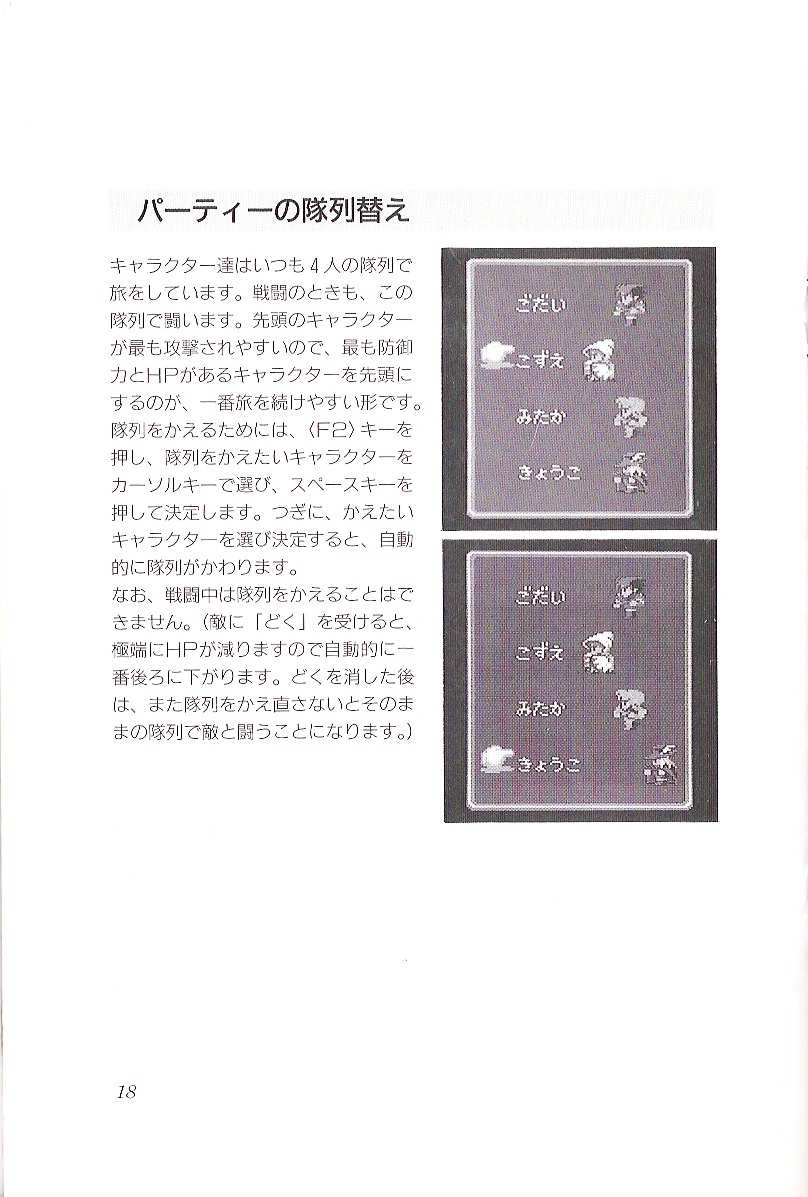 パーティーの隊列替え
キャラクター達はいつも4人の隊列で
旅をしています。戦闘のときも、この
隊列で闘います。先頭のキャラクター
が最も攻撃されやすいので、最も防御
力とHPがあるキャラクターを先頭に
するのが、一番旅を続けやすい形です。
隊列をかえるためには、〈F2〉キーを
押し、隊列をかえたいキャラクターを
カーソルキーで選び、スペースキーを
押して決定します。つぎに、かえたい
キャラクターを選び決定すると、自動
的に隊列がかわります。
なお、戦闘中は隊列をかえることはで
きません。(敵に「どく」を受けると、
極端にHPが減りますので自動的に一
番後ろに下がります。どくを消した後
は、また隊列をかえ直さないとそのま
まの隊列で敵と闘うことになります。)
ごだい
こずえ
みたか
きょうこ
ごだい
こずえ
みたか
きょうこ
18